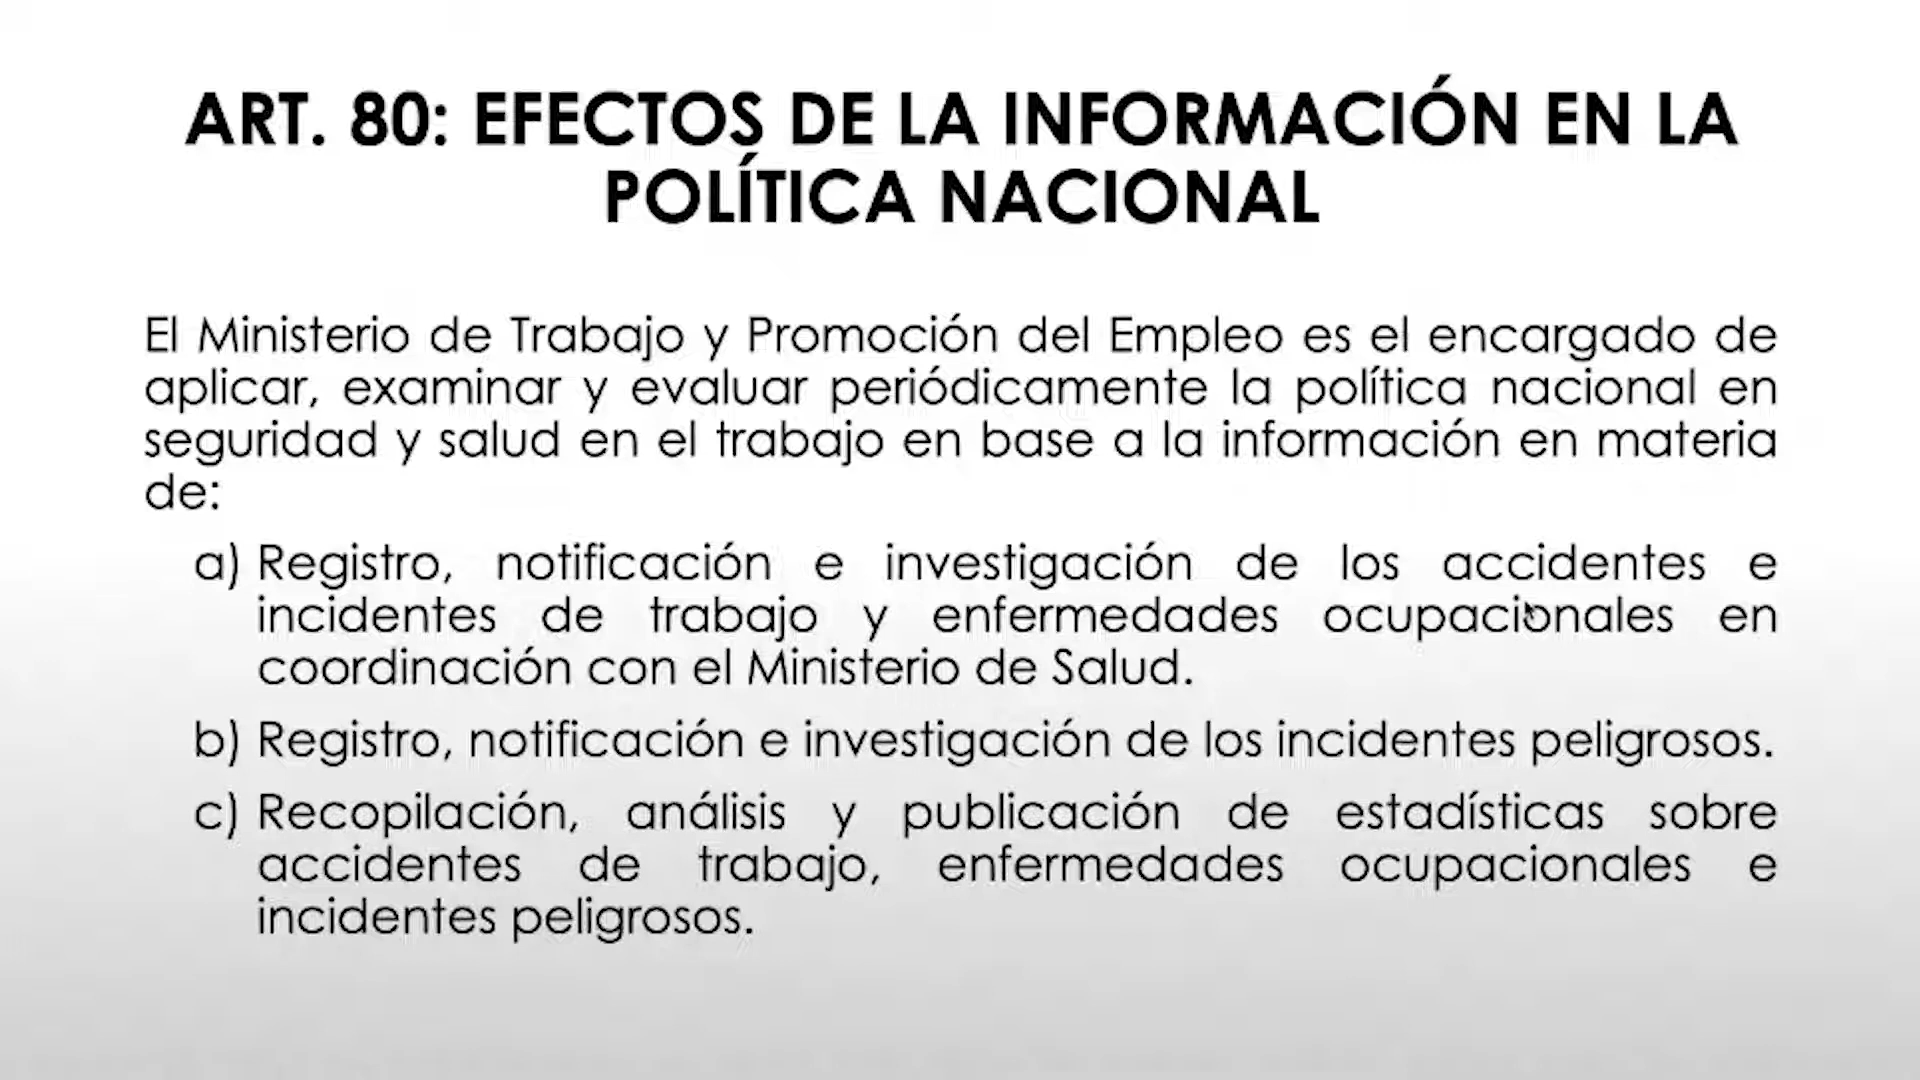 ART. 80: EFECTOS DE LA INFORMACIÓN EN LA
POLÍTICA NACIONAL
El Ministerio de Trabajo y Promoción del Empleo es el encargado de
aplicar, examinar y evaluar periódicamente la política nacional en
seguridad y salud en el trabajo en base a la información en materia
de:
a) Registro, notificación e investigación de los accidentes e
incidentes de trabajo y enfermedades ocupacionales en
coordinación con el Ministerio de Salud.
b) Registro, notificación e investigación de los incidentes peligrosos.
c) Recopilación, análisis y publicación de estadísticas sobre
accidentes de trabajo, enfermedades ocupacionales e
incidentes peligrosos.